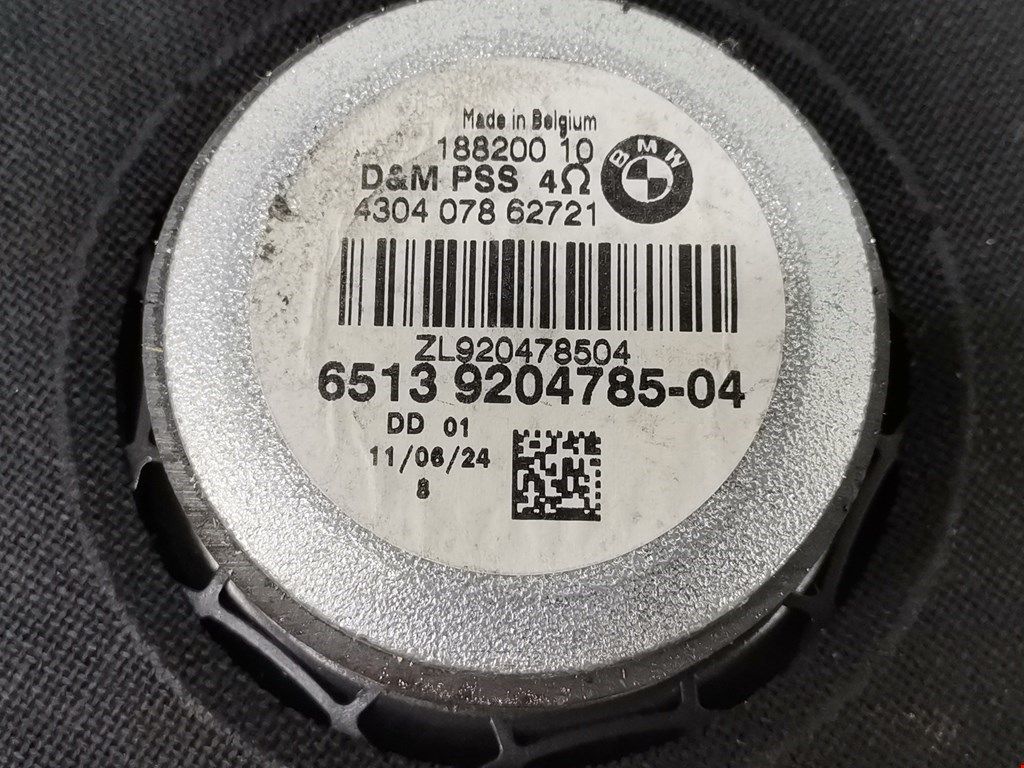 Made in Belgium
188200 10
D&M PSS 4Ω
4304 078 62721
BMW
ZL920478504
6513 9204785-04
DD 01
11/06/24
8